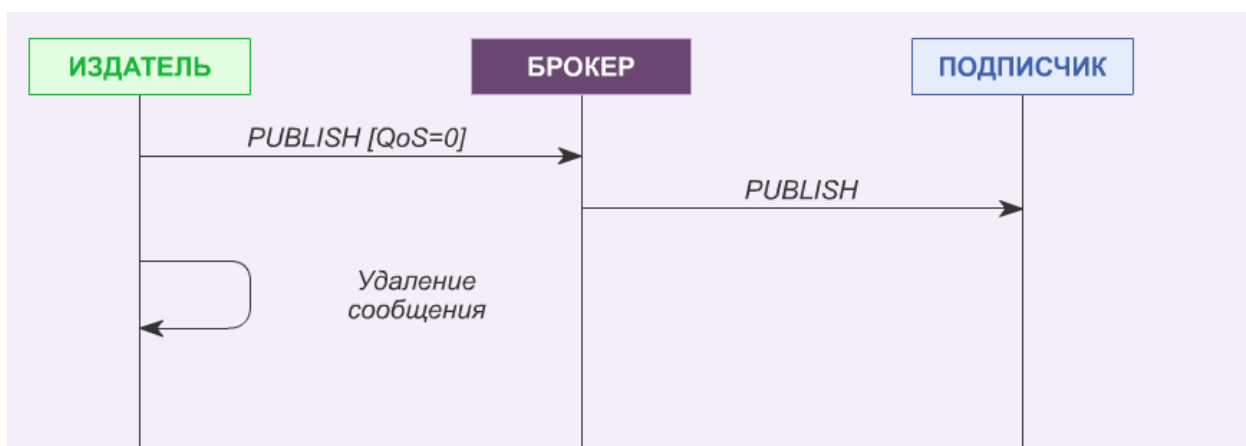 ИЗДАТЕЛЬ
БРОКЕР
ПОДПИСЧИК
PUBLISH [QoS=0]
PUBLISH
Удаление
сообщения